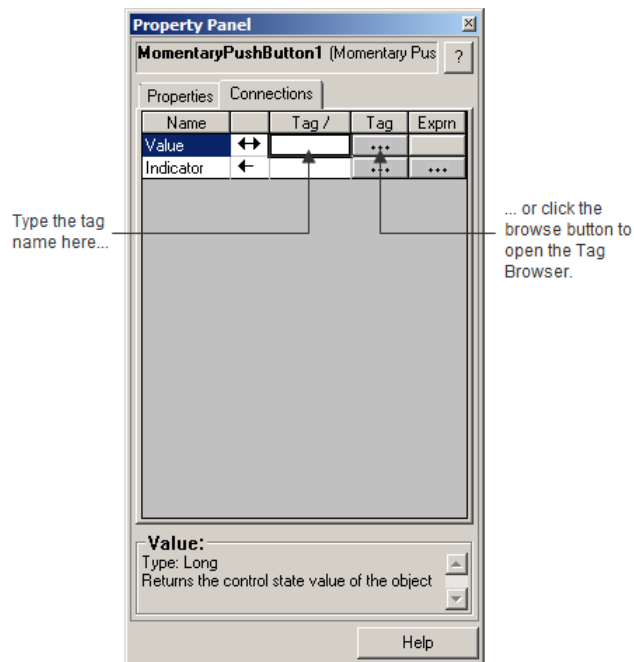 Property Panel
MomentaryPushButton1 (Momentary Pus
?
Properties Connections
Name Tag / Tag Exprn
Value ...
Indicator ... ...
Type the tag
name here...
... or click the
browse button to
open the Tag
Browser.
Value:
Type: Long
Returns the control state value of the object
Help